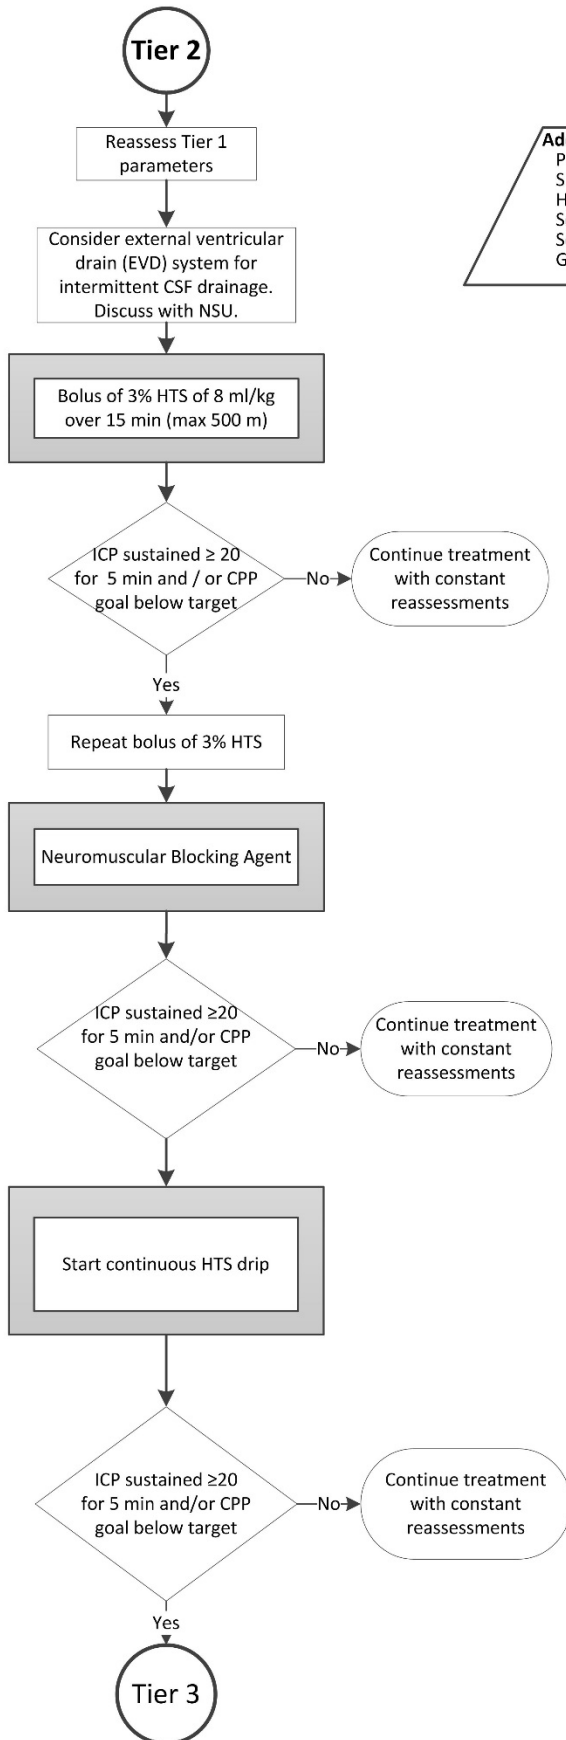 Tier 2
Reassess Tier 1
parameters
Consider external ventricular
drain (EVD) system for
intermittent CSF drainage.
Discuss with NSU.
Bolus of 3% HTS of 8 ml/kg
over 15 min (max 500 m)
ICP sustained ≥ 20
for 5 min and / or CPP
goal below target
No
Continue treatment
with constant
reassessments
Yes
Repeat bolus of 3% HTS
Neuromuscular Blocking Agent
ICP sustained ≥20
for 5 min and/or CPP
goal below target
No
Continue treatment
with constant
reassessments
Start continuous HTS drip
ICP sustained ≥20
for 5 min and/or CPP
goal below target
No
Continue treatment
with constant
reassessments
Yes
Tier 3